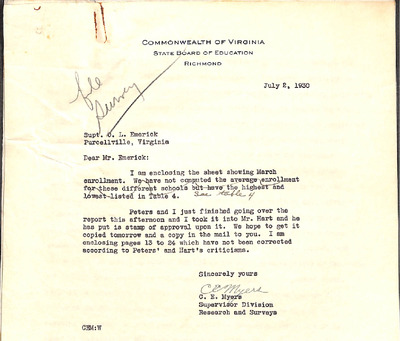 COMMONWEALTH OF VIRGINIA
STATE BOARD OF EDUCATION
RICHMOND
July 2, 1930
file
Survey
Supt. O. L. Emerick
Purcellville, Virginia
Dear Mr. Emerick:
I am enclosing the sheet showing March
enrollment. We have not computed the average enrollment
for these different schools but have the highest and
lowest listed in Table 4. See table 4
Peters and I just finished going over the
report this afternoon and I took it into Mr. Hart and he
has put is stamp of approval upon it. We hope to get it
copied tomorrow and a copy in the mail to you. I am
enclosing pages 13 to 24 which have not been corrected
according to Peters' and Hart's criticisms.
Sincerely yours
CE Myers
C. E. Myers
Supervisor Division
Research and Surveys
CEM:W